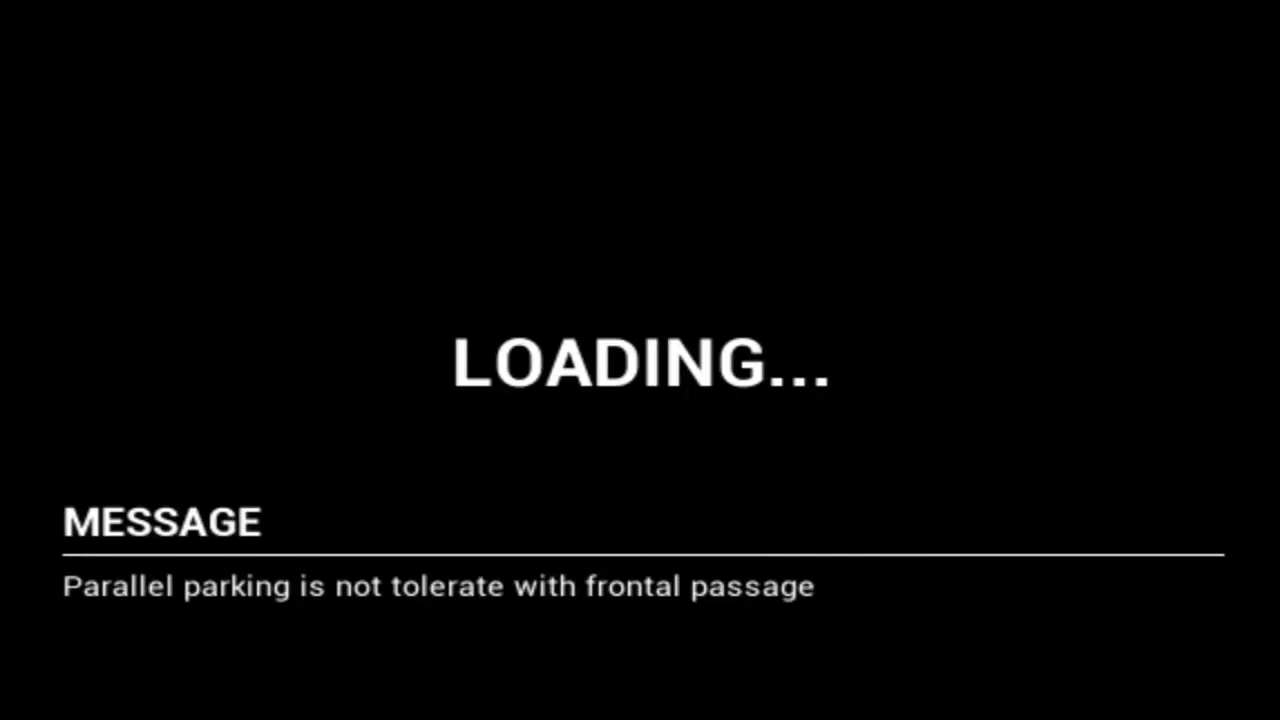 LOADING...
MESSAGE
Parallel parking is not tolerate with frontal passage